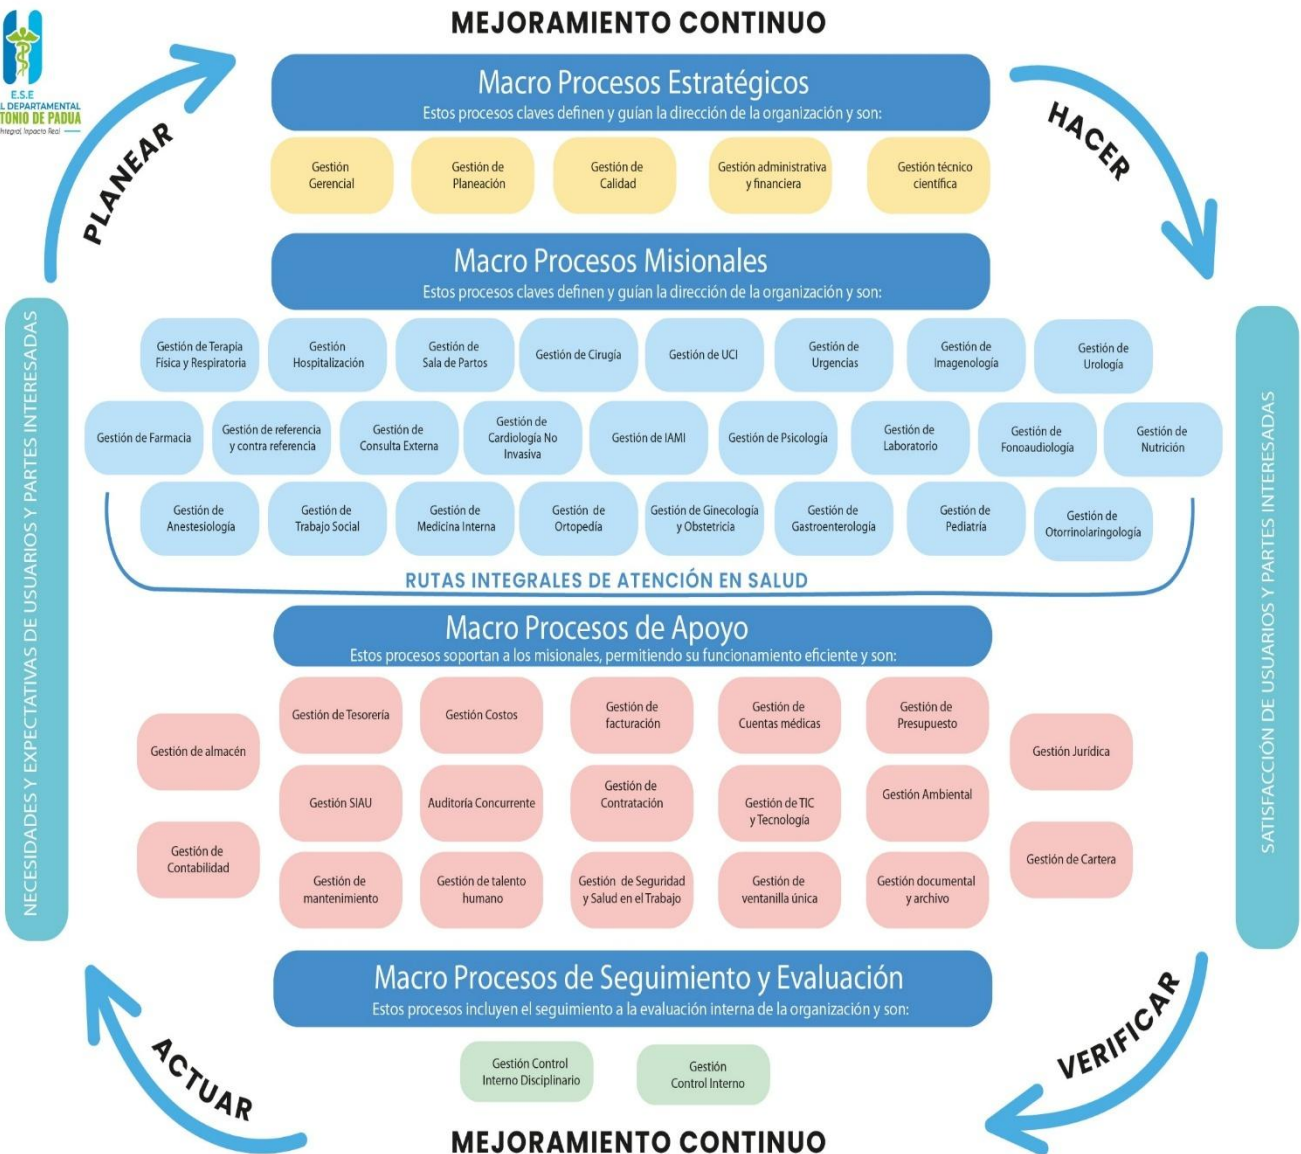 MEJORAMIENTO CONTINUO
E.S.E
L DEPARTAMENTAL
TONIO DE PADUA
Integral, Impacto Real
PLANEAR
HACER
Macro Procesos Estratégicos
Estos procesos claves definen y guían la dirección de la organización y son:
Gestión
Gerencial
Gestión de
Planeación
Gestión de
Calidad
Gestión administrativa
y financiera
Gestión técnico
científica
Macro Procesos Misionales
Estos procesos claves definen y guían la dirección de la organización y son:
NECESIDADES Y EXPECTATIVAS DE USUARIOS Y PARTES INTERESADAS
Gestión de Terapia
Física y Respiratoria
Gestión
Hospitalización
Gestión de
Sala de Partos
Gestión de Cirugía
Gestión de UCI
Gestión de
Urgencias
Gestión de
Imagenología
Gestión de
Urología
Gestión de Farmacia
Gestión de referencia
y contra referencia
Gestión de
Consulta Externa
Gestión de
Cardiología No
Invasiva
Gestión de IAMI
Gestión de Psicología
Gestión de
Laboratorio
Gestión de
Fonoaudiología
Gestión de
Nutrición
Gestión de
Anestesiología
Gestión de
Trabajo Social
Gestión de
Medicina Interna
Gestión de
Ortopedía
Gestión de Ginecología
y Obstetricia
Gestión de
Gastroenterología
Gestión de
Pediatría
Gestión de
Otorrinolaringología
RUTAS INTEGRALES DE ATENCIÓN EN SALUD
SATISFACCIÓN DE USUARIOS Y PARTES INTERESADAS
Macro Procesos de Apoyo
Estos procesos soportan a los misionales, permitiendo su funcionamiento eficiente y son:
Gestión de almacén
Gestión de
Contabilidad
Gestión de Tesorería
Gestión Costos
Gestión de
facturación
Gestión de
Cuentas médicas
Gestión de
Presupuesto
Gestión SIAU
Auditoría Concurrente
Gestión de
Contratación
Gestión de TIC
y Tecnología
Gestión Ambiental
Gestión de
mantenimiento
Gestión de talento
humano
Gestión de Seguridad
y Salud en el Trabajo
Gestión de
ventanilla única
Gestión documental
y archivo
Gestión Jurídica
Gestión de Cartera
Macro Procesos de Seguimiento y Evaluación
Estos procesos incluyen el seguimiento a la evaluación interna de la organización y son:
Gestión Control
Interno Disciplinario
Gestión
Control Interno
ACTUAR
VERIFICAR
MEJORAMIENTO CONTINUO